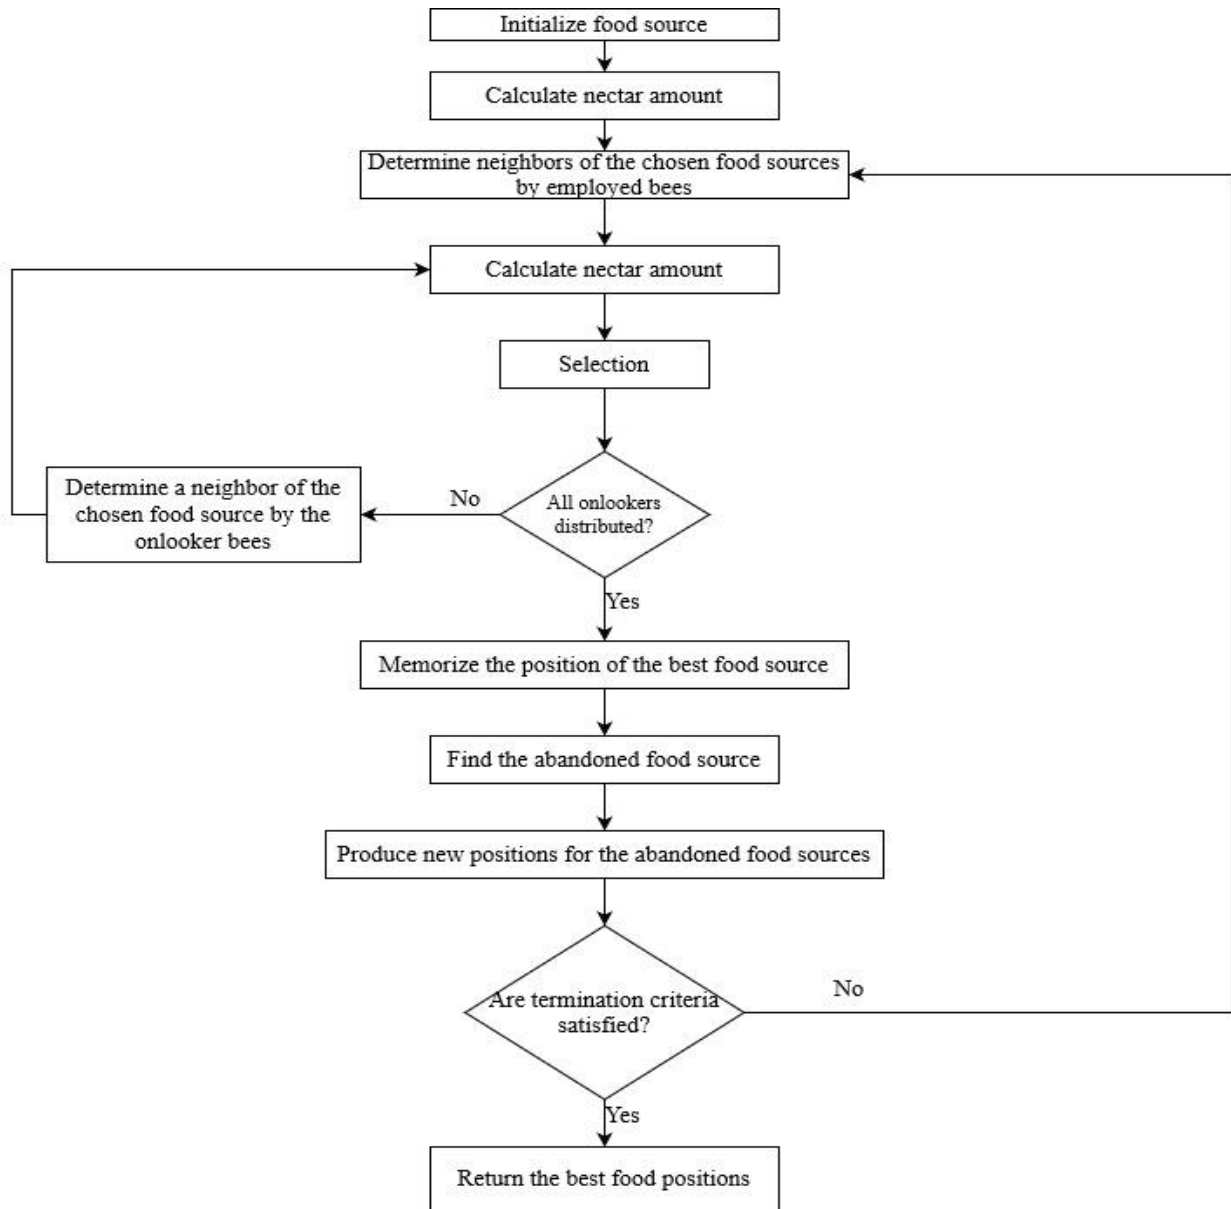 Initialize food source
Calculate nectar amount
Determine neighbors of the chosen food sources
by employed bees
Calculate nectar amount
Selection
Determine a neighbor of the
chosen food source by the
onlooker bees
No
All onlookers
distributed?
Yes
Memorize the position of the best food source
Find the abandoned food source
Produce new positions for the abandoned food sources
Are termination criteria
satisfied?
No
Yes
Return the best food positions